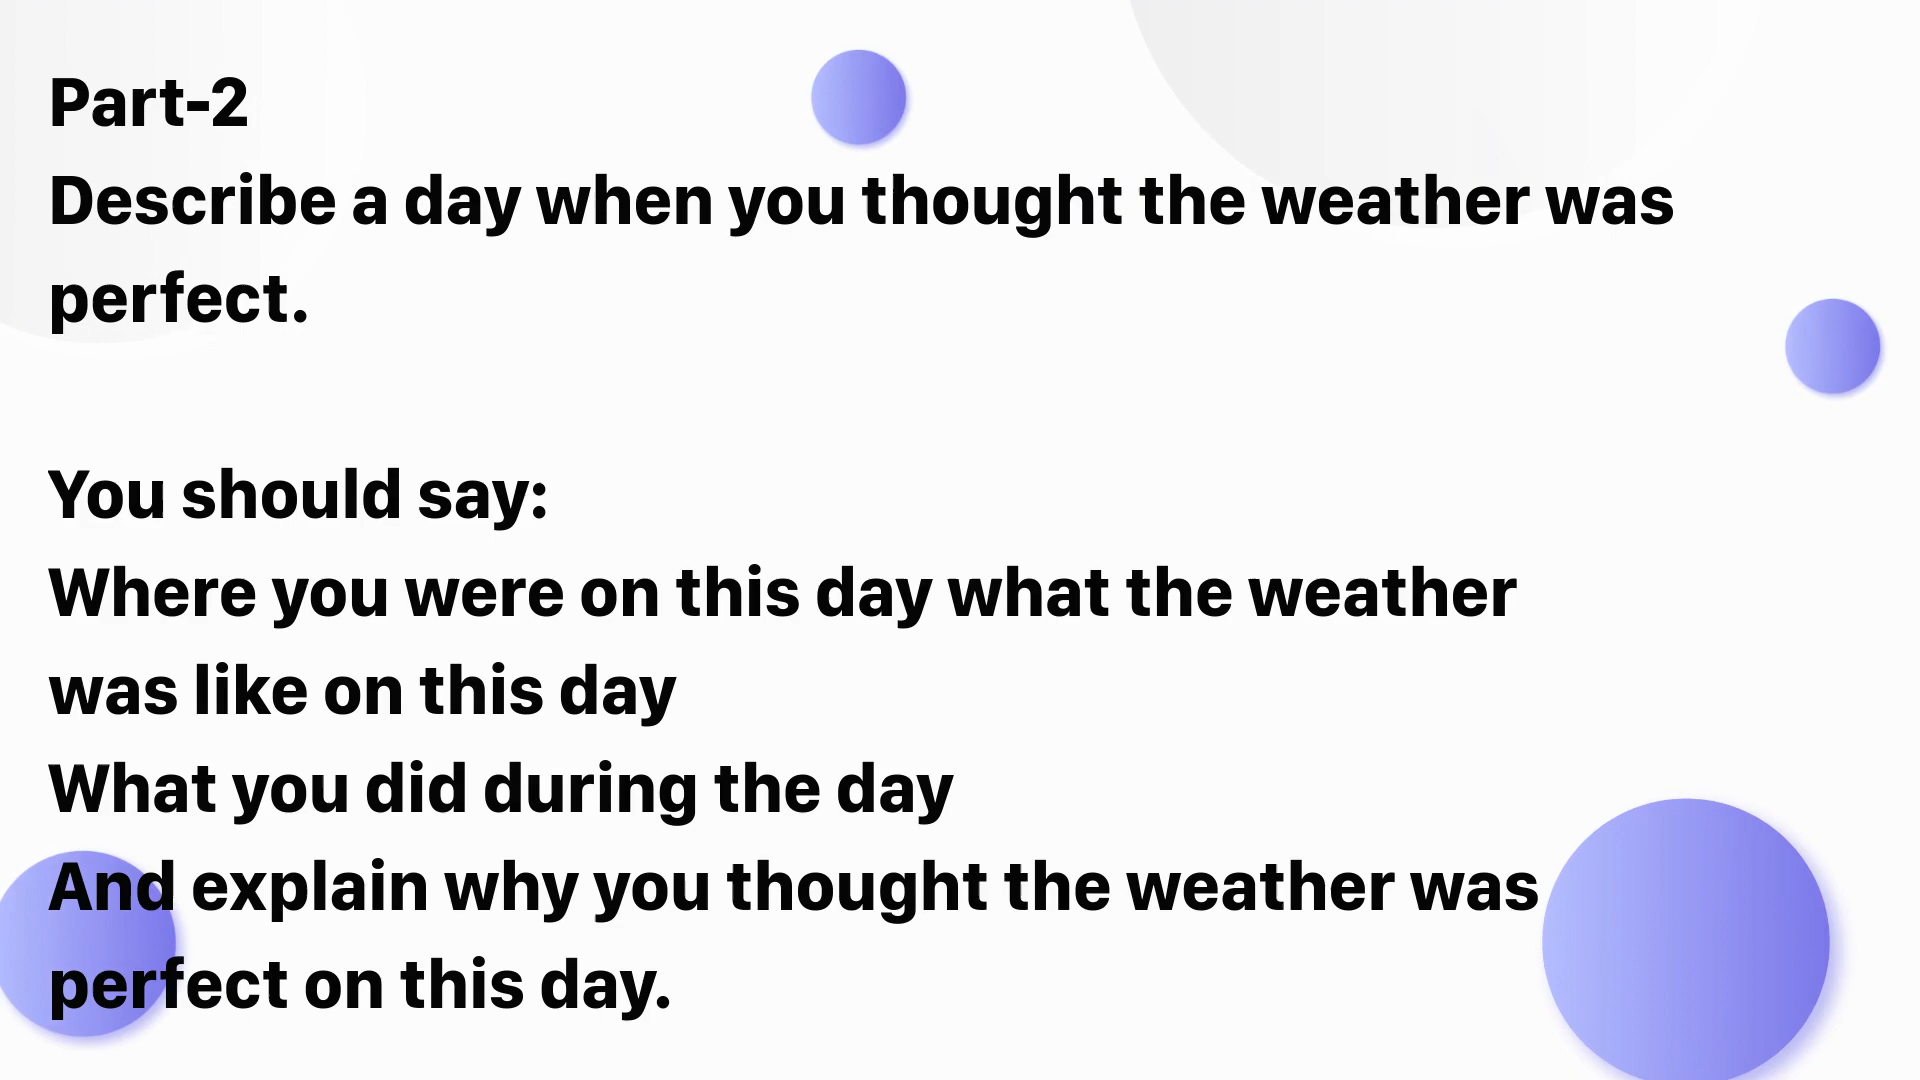 Part-2
Describe a day when you thought the weather was
perfect.
You should say:
Where you were on this day what the weather
was like on this day
What you did during the day
And explain why you thought the weather was
perfect on this day.